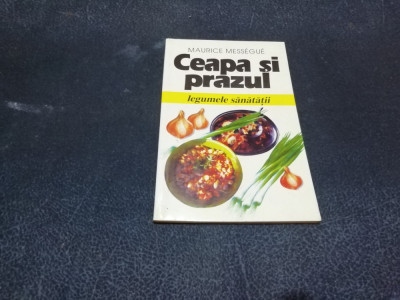 MAURICE MESSÉGUÉ
Ceapa și
prazul
legumele sănătății